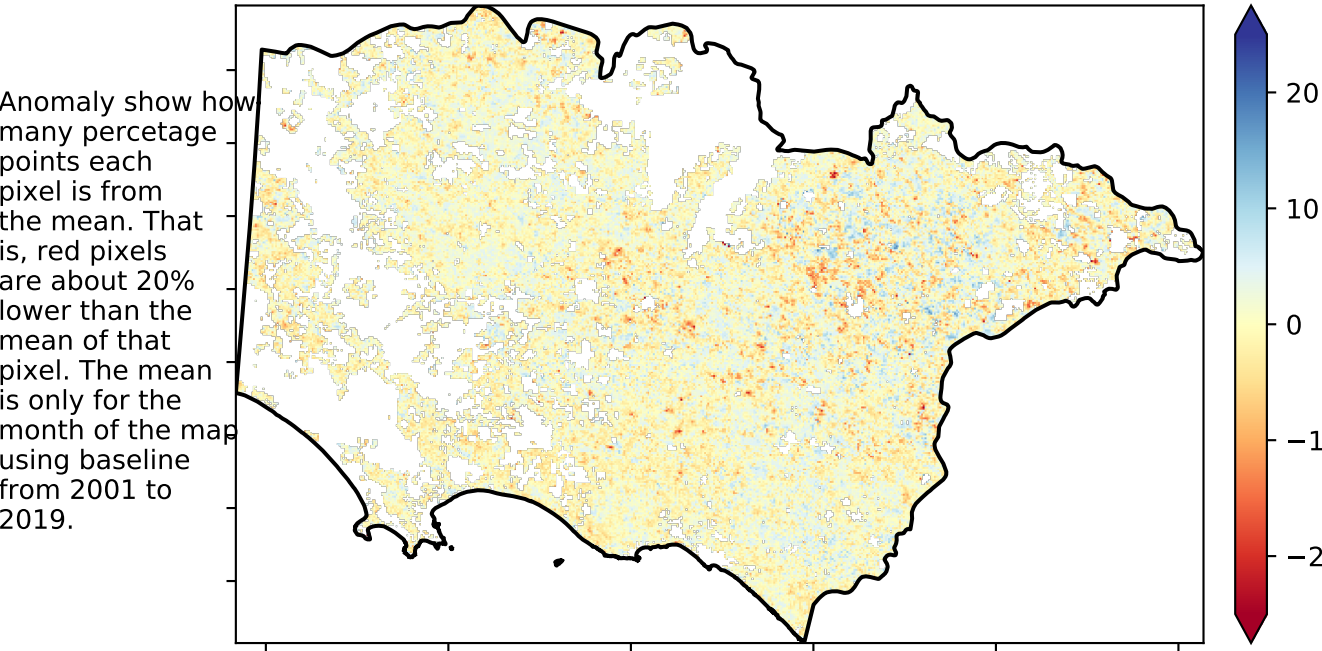 Anomaly show how
many percetage
points each
pixel is from
the mean. That
is, red pixels
are about 20%
lower than the
mean of that
pixel. The mean
is only for the
month of the map
using baseline
from 2001 to
2019.
20
10
0
−1
−2